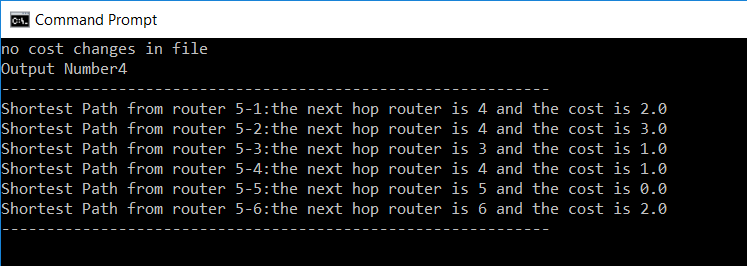 Command Prompt
no cost changes in file
Output Number4
------------------------------------------------------------
Shortest Path from router 5-1:the next hop router is 4 and the cost is 2.0
Shortest Path from router 5-2:the next hop router is 4 and the cost is 3.0
Shortest Path from router 5-3:the next hop router is 3 and the cost is 1.0
Shortest Path from router 5-4:the next hop router is 4 and the cost is 1.0
Shortest Path from router 5-5:the next hop router is 5 and the cost is 0.0
Shortest Path from router 5-6:the next hop router is 6 and the cost is 2.0
------------------------------------------------------------